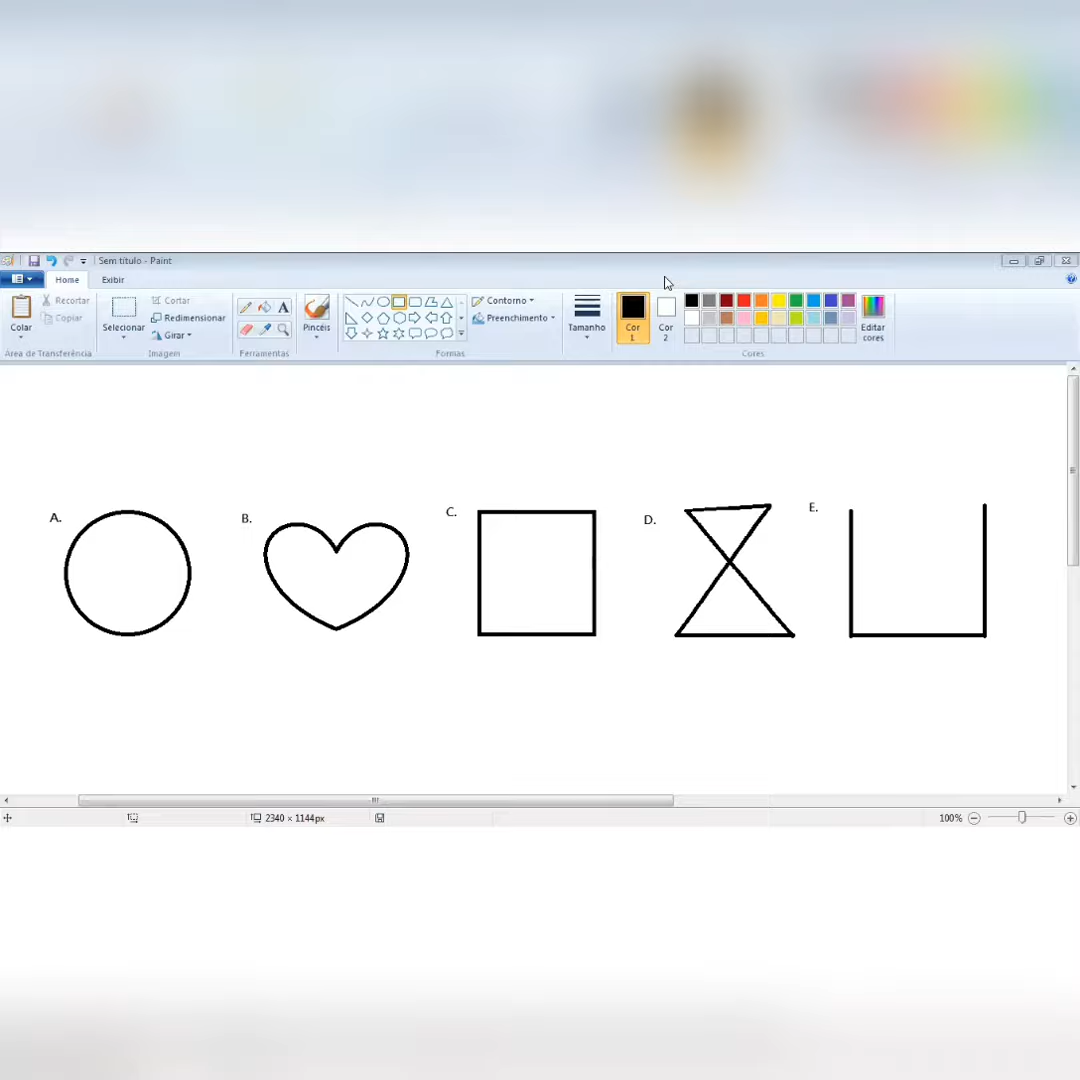 Sem título - Paint
Home Exibir
Colar
Recortar
Copiar
Área de Transferência
Selecionar
Cortar
Redimensionar
Girar
Imagem
Ferramentas
Pincéis
Formas
Contorno
Preenchimento
Tamanho
Cor
1
Cor
2
Cores
Editar
cores
A. B. C. D. E.
2340 × 1144px 100%